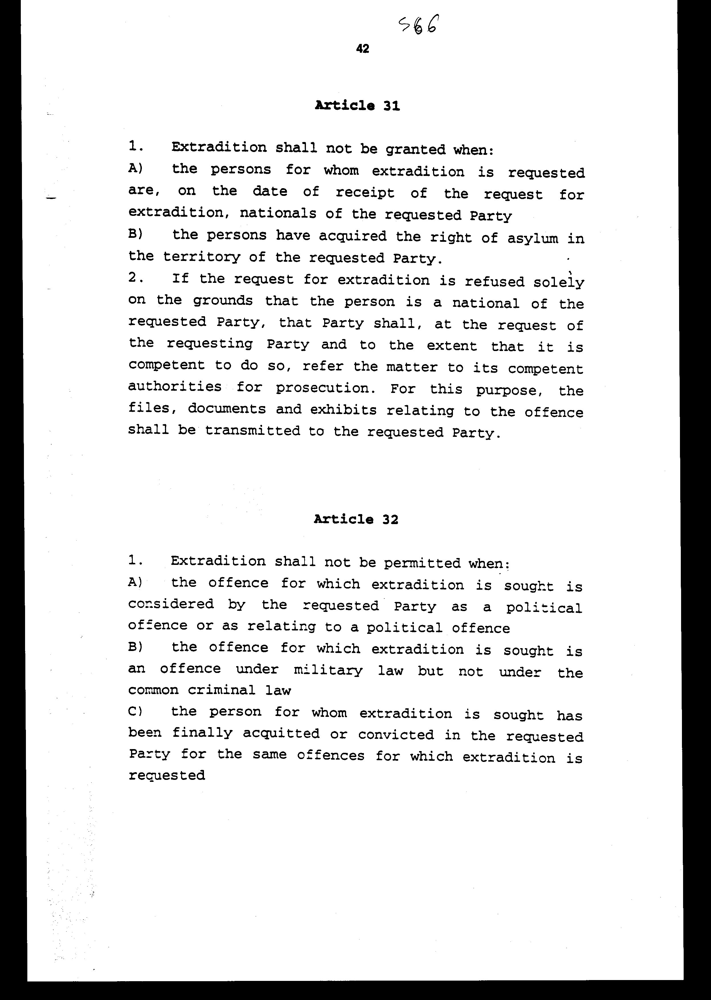 566
42
Article 31
1. Extradition shall not be granted when:
A) the persons for whom extradition is requested
are, on the date of receipt of the request for
extradition, nationals of the requested Party
B) the persons have acquired the right of asylum in
the territory of the requested Party.
2. If the request for extradition is refused solely
on the grounds that the person is a national of the
requested Party, that Party shall, at the request of
the requesting Party and to the extent that it is
competent to do so, refer the matter to its competent
authorities for prosecution. For this purpose, the
files, documents and exhibits relating to the offence
shall be transmitted to the requested Party.
Article 32
1. Extradition shall not be permitted when:
A) the offence for which extradition is sought is
considered by the requested Party as a political
offence or as relating to a political offence
B) the offence for which extradition is sought is
an offence under military law but not under the
common criminal law
C) the person for whom extradition is sought has
been finally acquitted or convicted in the requested
Party for the same offences for which extradition is
requested